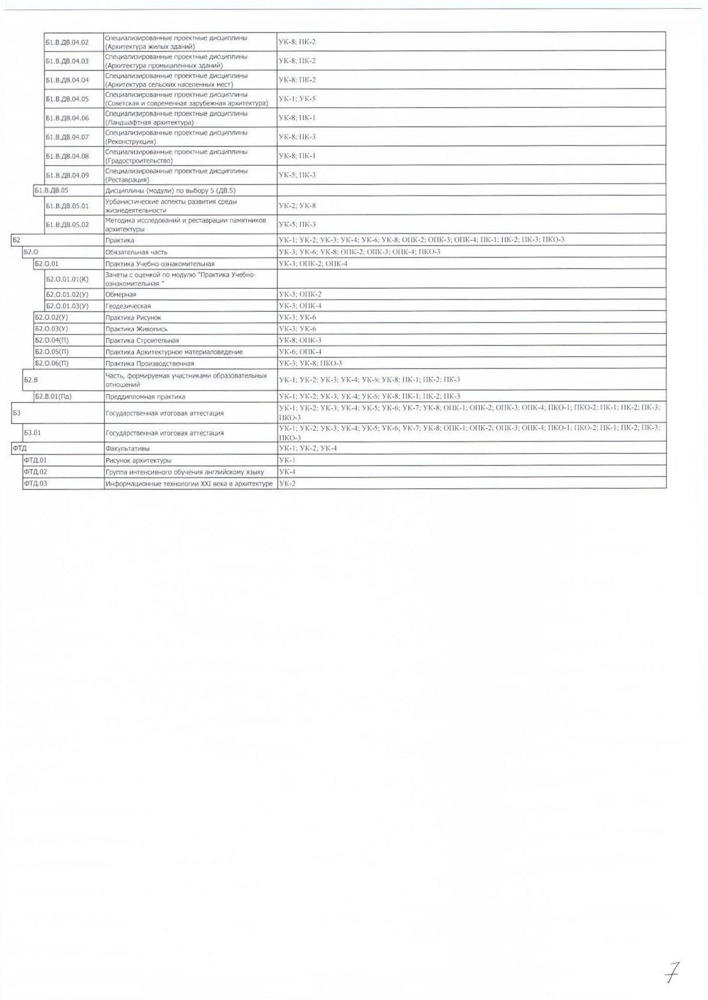 Б1.В.ДВ.04.02 Специализированные проектные дисциплины УК-8; ПК-2
(Архитектура жилых зданий)
Б1.В.ДВ.04.03 Специализированные проектные дисциплины УК-8; ПК-2
(Архитектура промышленных зданий)
Б1.В.ДВ.04.04 Специализированные проектные дисциплины УК-8; ПК-2
(Архитектура сельских населенных мест)
Б1.В.ДВ.04.05 Специализированные проектные дисциплины УК-1; УК-5
(Советская и современная зарубежная архитектура)
Б1.В.ДВ.04.06 Специализированные проектные дисциплины УК-8; ПК-1
(Ландшафтная архитектура)
Б1.В.ДВ.04.07 Специализированные проектные дисциплины УК-8; ПК-3
(Реконструкция)
Б1.В.ДВ.04.08 Специализированные проектные дисциплины УК-8; ПК-1
(Градостроительство)
Б1.В.ДВ.04.09 Специализированные проектные дисциплины УК-5; ПК-3
(Реставрация)
Б1.В.ДВ.05 Дисциплины (модули) по выбору 5 (ДВ.5)
Б1.В.ДВ.05.01 Урбанистические аспекты развития среды УК-2; УК-8
жизнедеятельности
Б1.В.ДВ.05.02 Методика исследований и реставрации памятников УК-5; ПК-3
архитектуры
Б2 Практика УК-1; УК-2; УК-3; УК-4; УК-6; УК-8; ОПК-2; ОПК-3; ОПК-4; ПК-1; ПК-2; ПК-3; ПКО-3
Б2.О Обязательная часть УК-3; УК-6; УК-8; ОПК-2; ОПК-3; ОПК-4; ПКО-3
Б2.О.01 Практика Учебно-ознакомительная УК-3; ОПК-2; ОПК-4
Б2.О.01.01(К) Зачеты с оценкой по модулю "Практика Учебно-
ознакомительная "
Б2.О.01.02(У) Обмерная УК-3; ОПК-2
Б2.О.01.03(У) Геодезическая УК-3; ОПК-4
Б2.О.02(У) Практика Рисунок УК-3; УК-6
Б2.О.03(У) Практика Живопись УК-3; УК-6
Б2.О.04(П) Практика Строительная УК-8; ОПК-3
Б2.О.05(П) Практика Архитектурное материаловедение УК-6; ОПК-4
Б2.О.06(П) Практика Производственная УК-3; УК-8; ПКО-3
Б2.В Часть, формируемая участниками образовательных УК-1; УК-2; УК-3; УК-4; УК-6; УК-8; ПК-1; ПК-2; ПК-3
отношений
Б2.В.01(Пд) Преддипломная практика УК-1; УК-2; УК-3; УК-4; УК-6; УК-8; ПК-1; ПК-2; ПК-3
Б3 Государственная итоговая аттестация УК-1; УК-2; УК-3; УК-4; УК-5; УК-6; УК-7; УК-8; ОПК-1; ОПК-2; ОПК-3; ОПК-4; ПКО-1; ПКО-2; ПК-1; ПК-2; ПК-3;
ПКО-3
Б3.01 Государственная итоговая аттестация УК-1; УК-2; УК-3; УК-4; УК-5; УК-6; УК-7; УК-8; ОПК-1; ОПК-2; ОПК-3; ОПК-4; ПКО-1; ПКО-2; ПК-1; ПК-2; ПК-3;
ПКО-3
ФТД Факультативы УК-1; УК-2; УК-4
ФТД.01 Рисунок архитектуры УК-1
ФТД.02 Группа интенсивного обучения английскому языку УК-4
ФТД.03 Информационные технологии XXI века в архитектуре УК-2
7